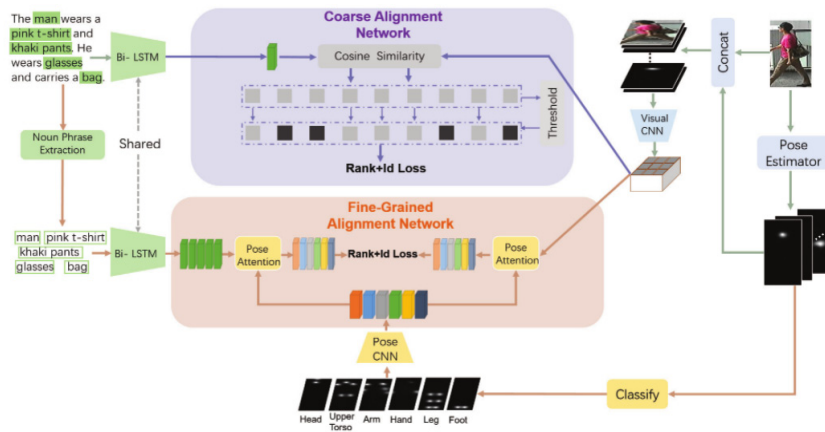 The man wears a
pink t-shirt and
khaki pants. He
wears glasses
and carries a bag.
Bi- LSTM
Noun Phrase
Extraction
Shared
man pink t-shirt
khaki pants
glasses bag
Bi- LSTM
Coarse Alignment
Network
Cosine Similarity
Threshold
Rank+Id Loss
Fine-Grained
Alignment Network
Pose
Attention
Rank+Id Loss
Pose
Attention
Pose
CNN
Head
Upper
Torso
Arm
Hand
Leg
Foot
Classify
Concat
Visual
CNN
Pose
Estimator